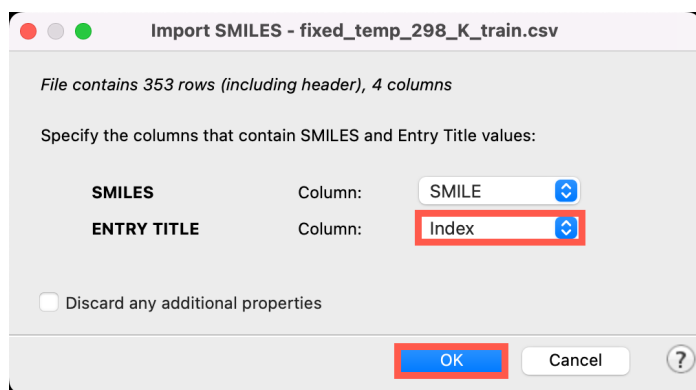 Import SMILES - fixed_temp_298_K_train.csv
File contains 353 rows (including header), 4 columns
Specify the columns that contain SMILES and Entry Title values:
SMILES Column: SMILE
ENTRY TITLE Column: Index
Discard any additional properties
OK Cancel ?